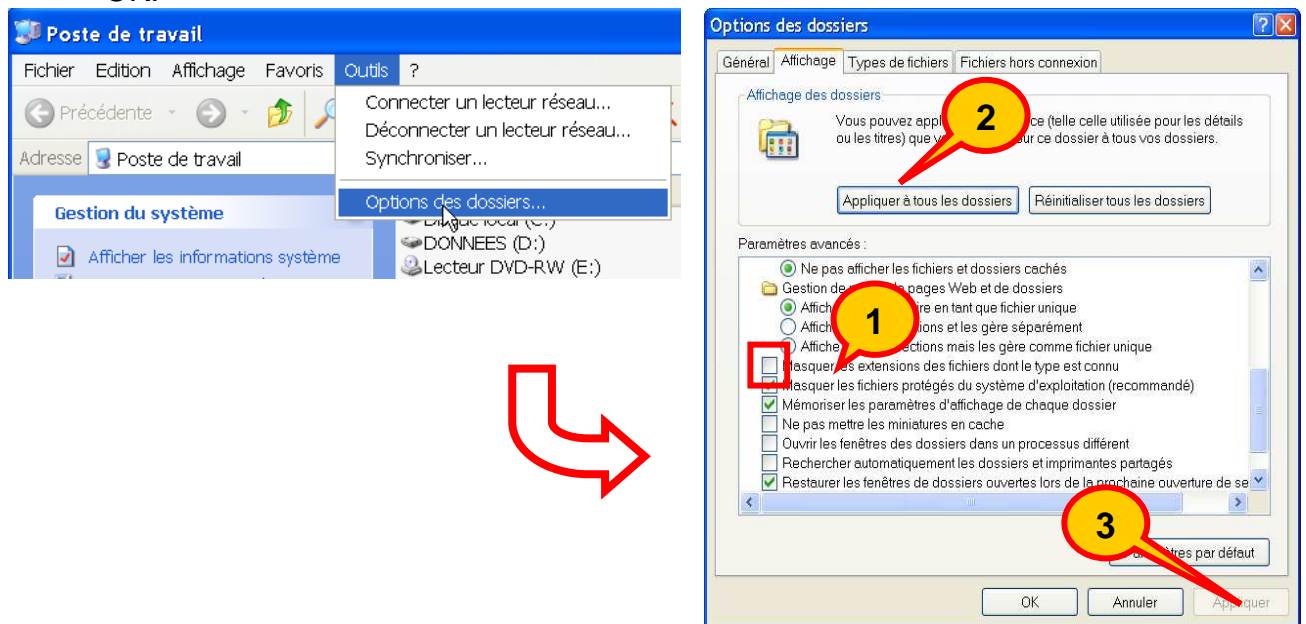 Poste de travail
Fichier Edition Affichage Favoris Outils ?
Précédente
Adresse Poste de travail
Connecter un lecteur réseau...
Déconnecter un lecteur réseau...
Synchroniser...
Options des dossiers...
Gestion du système
Afficher les informations système
DONNEES (D:)
Lecteur DVD-RW (E:)
Options des dossiers
Général Affichage Types de fichiers Fichiers hors connexion
Affichage des dossiers
Vous pouvez ce (telle celle utilisée pour les détails
ou les titres) que ce dossier à tous vos dossiers.
2
Appliquer à tous les dossiers Réinitialiser tous les dossiers
Paramètres avancés :
Ne pas afficher les fichiers et dossiers cachés
Gestion de pages Web et de dossiers
en tant que fichier unique
et les gère séparément
mais les gère comme fichier unique
1
Masquer les extensions des fichiers dont le type est connu
Masquer les fichiers protégés du système d'exploitation (recommandé)
Mémoriser les paramètres d'affichage de chaque dossier
Ne pas mettre les miniatures en cache
Ouvrir les fenêtres des dossiers dans un processus différent
Rechercher automatiquement les dossiers et imprimantes partagés
Restaurer les fenêtres de dossiers ouvertes lors de la prochaine ouverture de se
3
par défaut
OK Annuler Appliquer